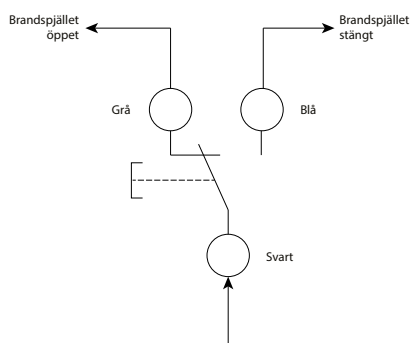 Brandspjället
öppet
Brandspjället
stängt
Grå
Blå
Svart